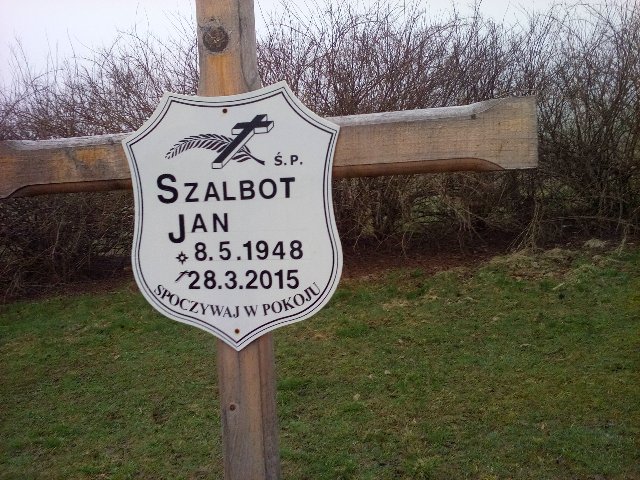 Ś.P.
SZALBOT
JAN
8.5.1948
28.3.2015
SPOCZYWAJ W POKOJU